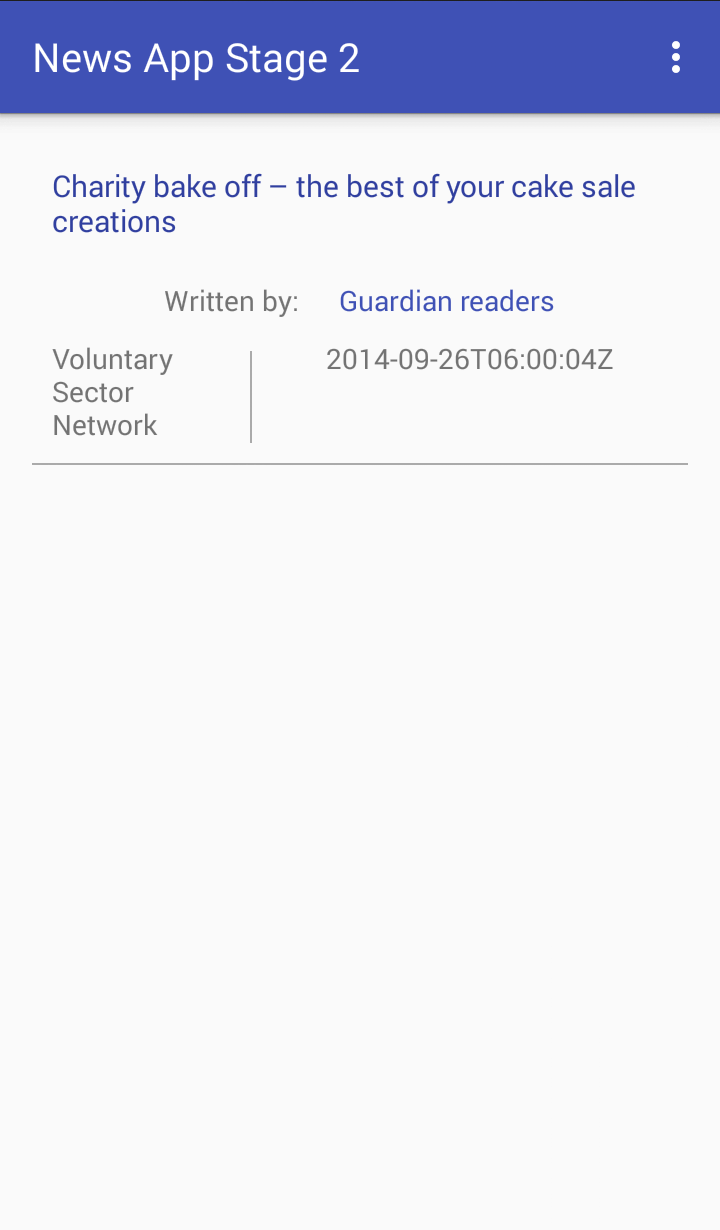 News App Stage 2
Charity bake off – the best of your cake sale
creations
Written by: Guardian readers
Voluntary
Sector
Network
2014-09-26T06:00:04Z